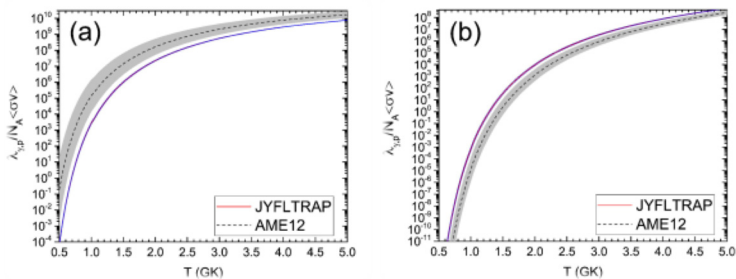 (a)
λγ,p/NA<σv>
10^10
10^9
10^8
10^7
10^6
10^5
10^4
10^3
10^2
10^1
10^0
10^-1
10^-2
10^-3
10^-4
0.5 1.0 1.5 2.0 2.5 3.0 3.5 4.0 4.5 5.0
T (GK)
JYFLTRAP
AME12
(b)
λγ,p/NA<σv>
10^8
10^7
10^6
10^5
10^4
10^3
10^2
10^1
10^0
10^-1
10^-2
10^-3
10^-4
10^-5
10^-6
10^-7
10^-8
10^-9
10^-10
10^-11
0.5 1.0 1.5 2.0 2.5 3.0 3.5 4.0 4.5 5.0
T (GK)
JYFLTRAP
AME12